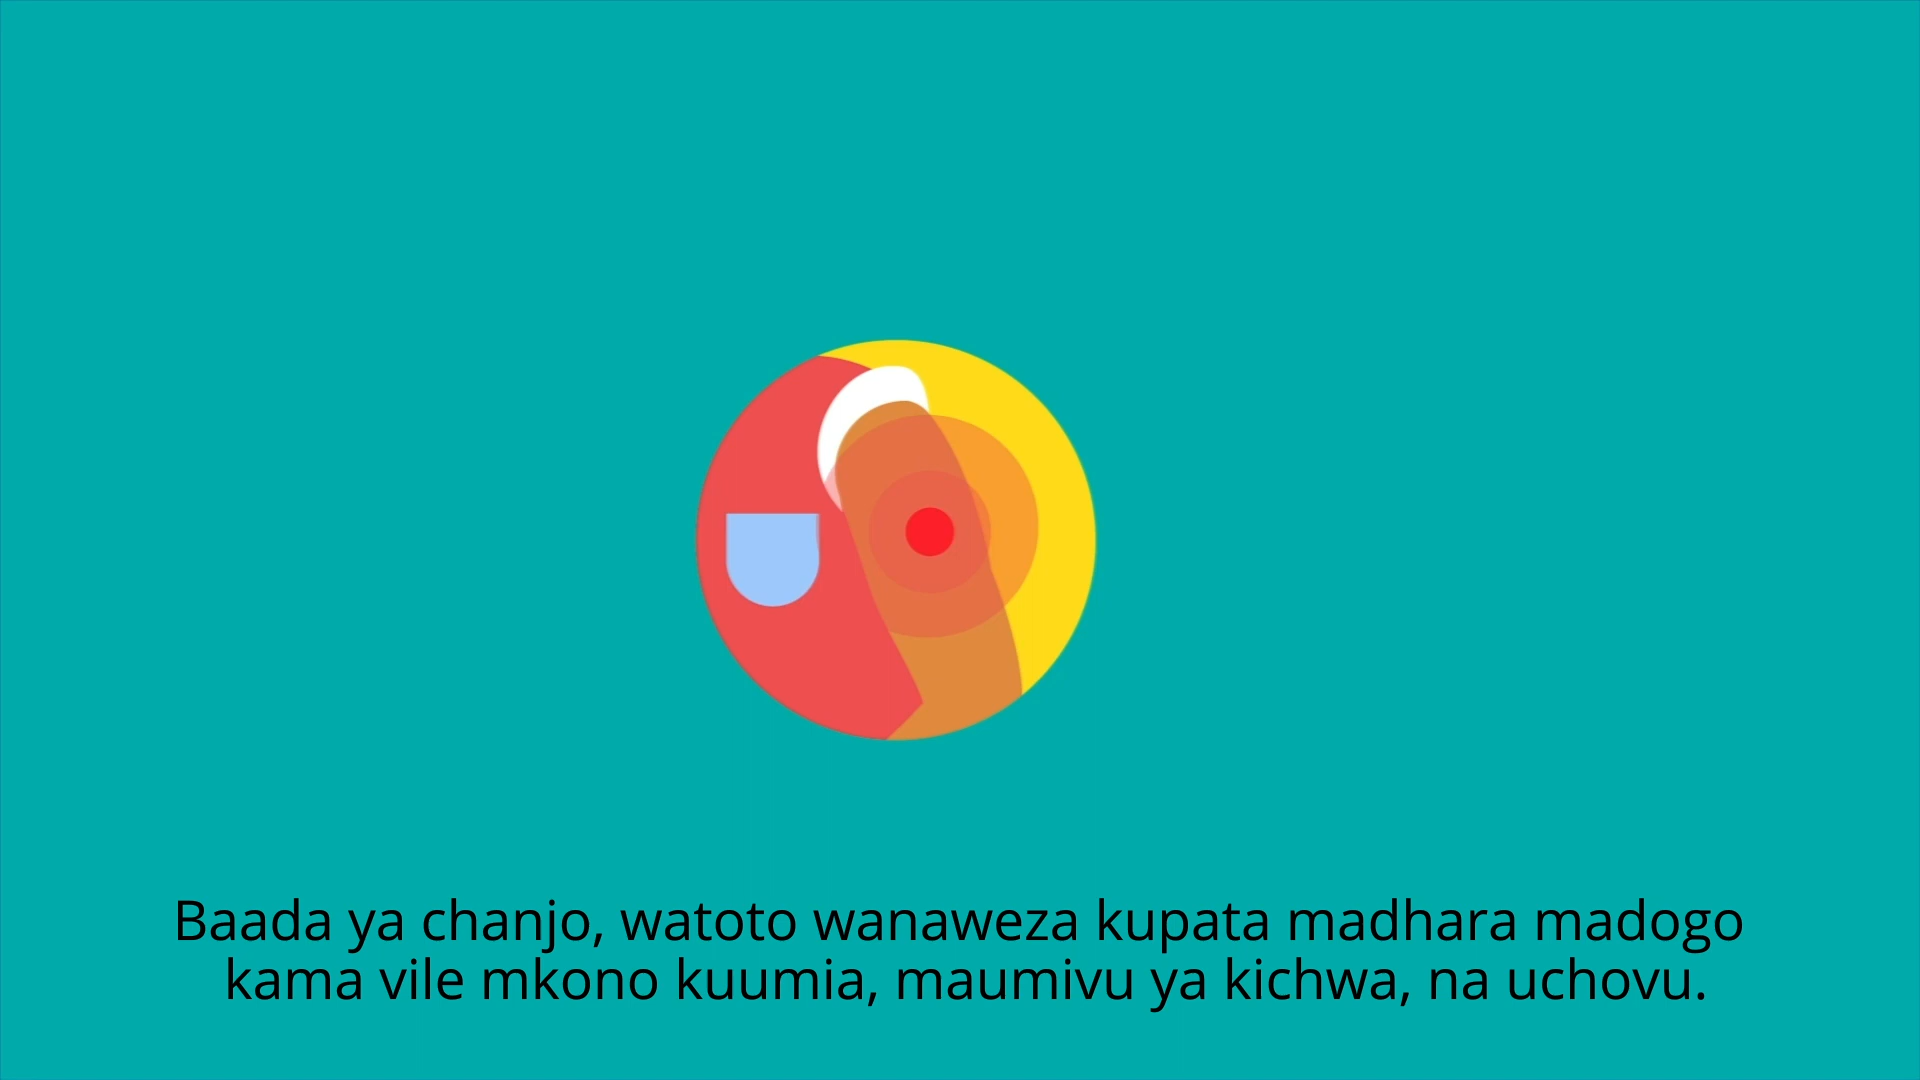 Baada ya chanjo, watoto wanaweza kupata madhara madogo
kama vile mkono kuumia, maumivu ya kichwa, na uchovu.